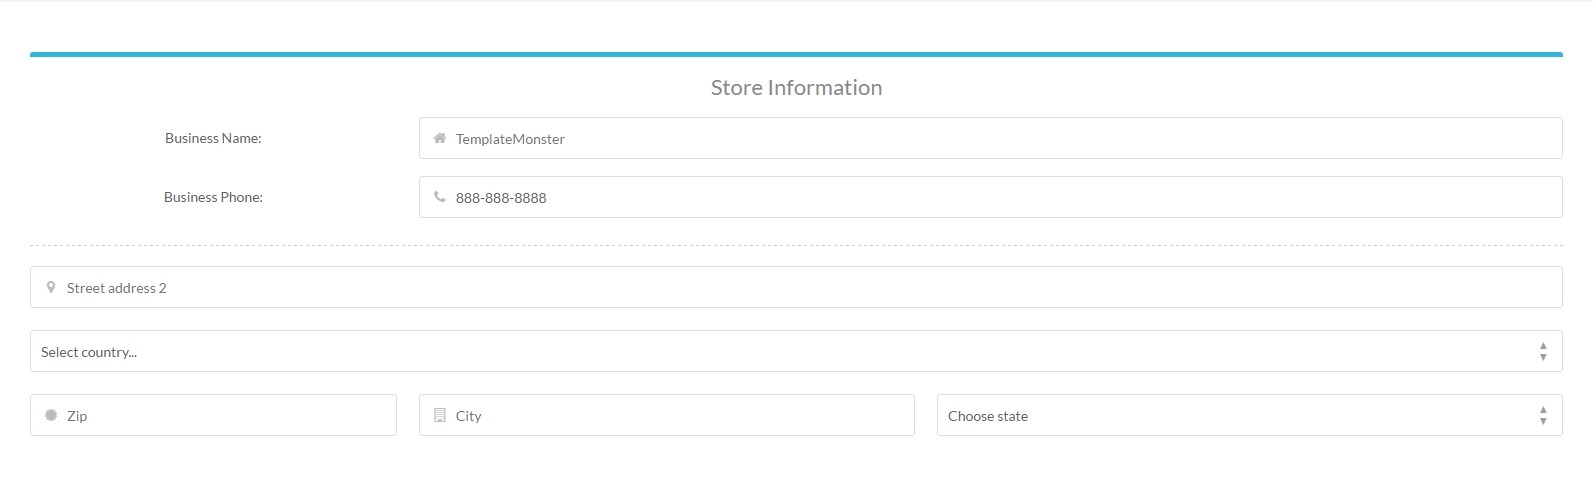 Store Information
Business Name: TemplateMonster
Business Phone: 888-888-8888
Street address 2
Select country...
Zip City Choose state